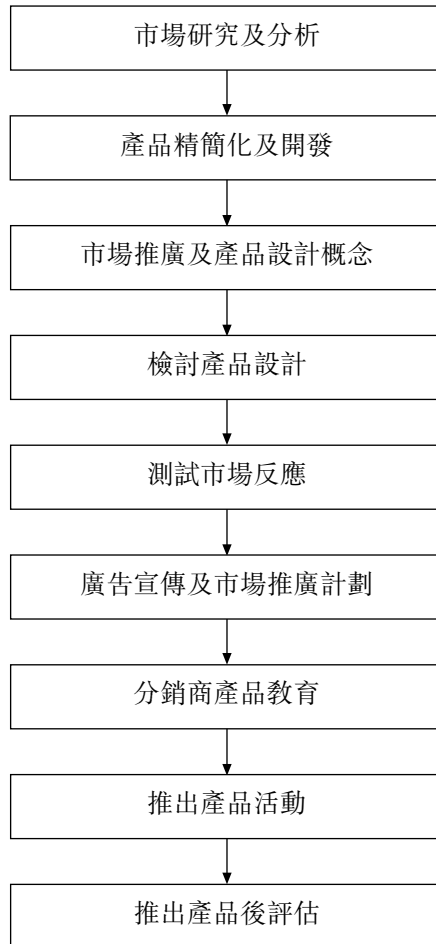 市場研究及分析
產品精簡化及開發
市場推廣及產品設計概念
檢討產品設計
測試市場反應
廣告宣傳及市場推廣計劃
分銷商產品教育
推出產品活動
推出產品後評估